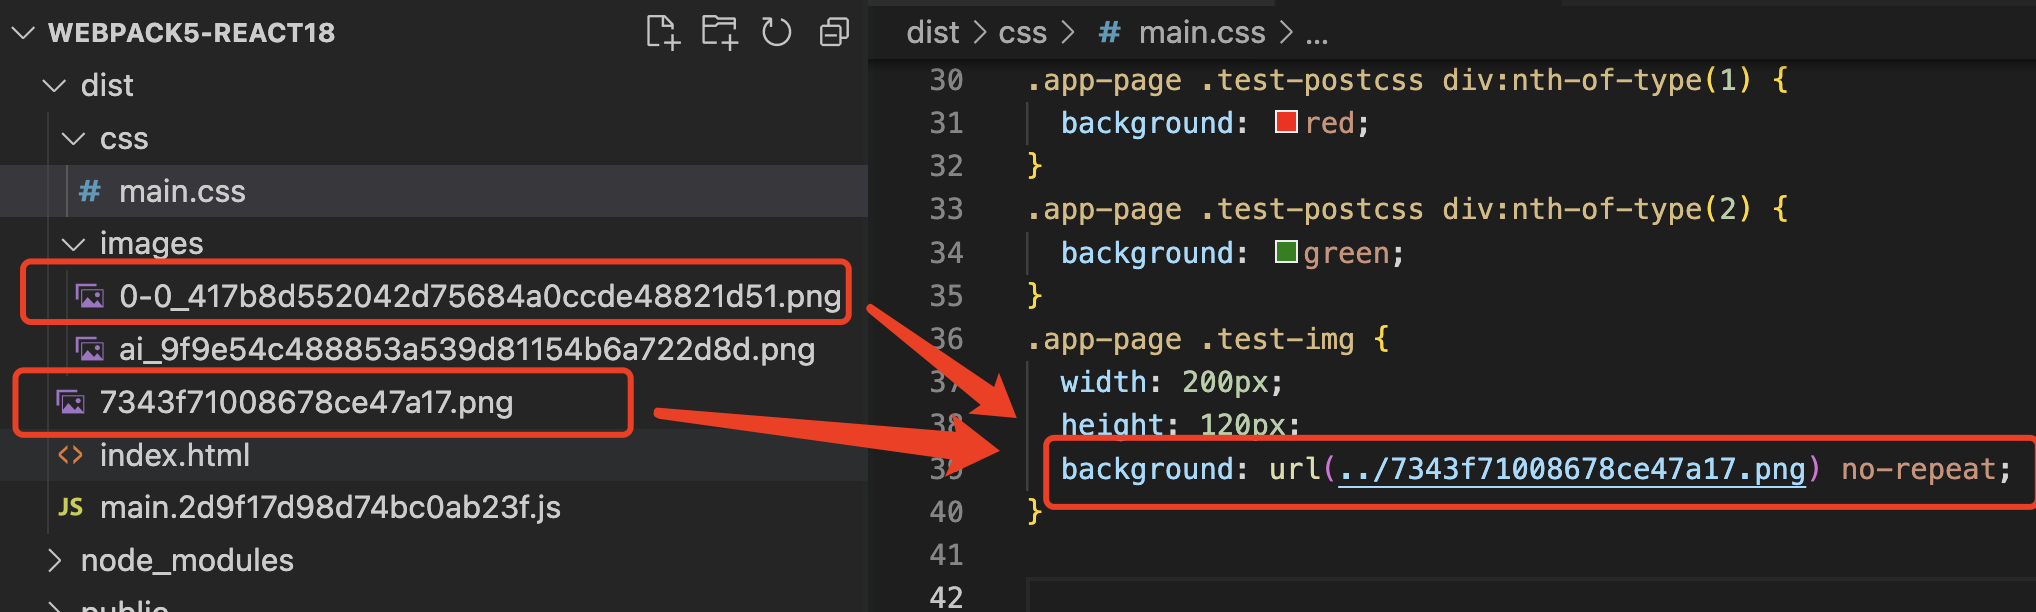 WEBPACK5-REACT18
dist
css
# main.css
images
0-0_417b8d552042d75684a0ccde48821d51.png
ai_9f9e54c488853a539d81154b6a722d8d.png
7343f71008678ce47a17.png
<> index.html
JS main.2d9f17d98d74bc0ab23f.js
node_modules
public
dist > css > # main.css > ...
30 .app-page .test-postcss div:nth-of-type(1) {
31 background: red;
32 }
33 .app-page .test-postcss div:nth-of-type(2) {
34 background: green;
35 }
36 .app-page .test-img {
37 width: 200px;
38 height: 120px;
39 background: url(../7343f71008678ce47a17.png) no-repeat;
40 }
41
42